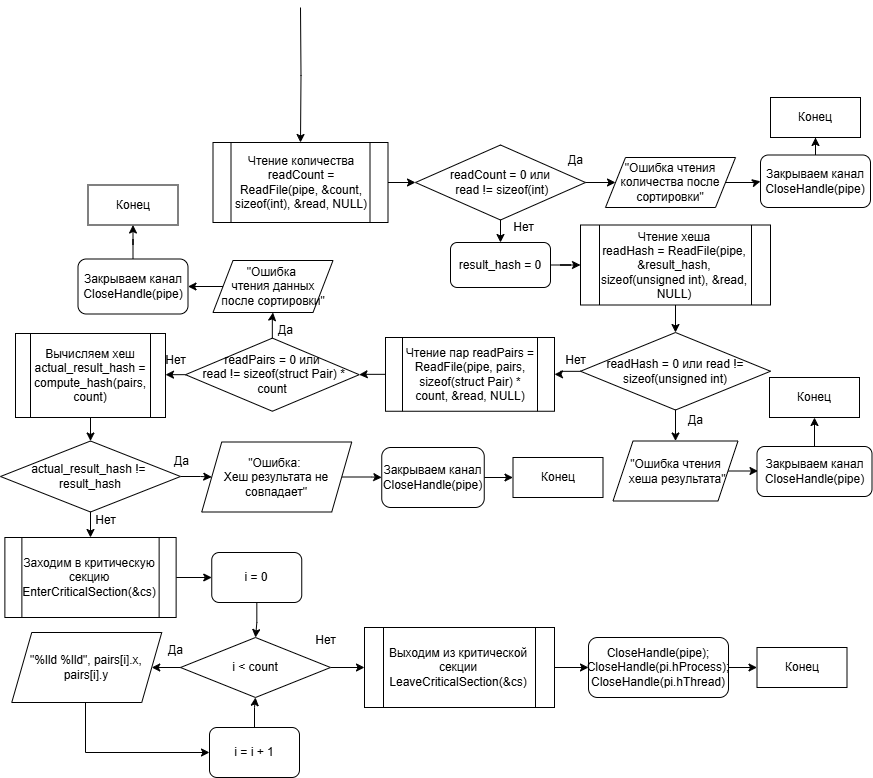 Чтение количества
readCount =
ReadFile(pipe, &count,
sizeof(int), &read, NULL)
readCount = 0 или
read != sizeof(int)
Да
"Ошибка чтения
количества после
сортировки"
Закрываем канал
CloseHandle(pipe)
Конец
Нет
result_hash = 0
Чтение хеша
readHash = ReadFile(pipe,
&result_hash,
sizeof(unsigned int), &read,
NULL)
Конец
Закрываем канал
CloseHandle(pipe)
"Ошибка
чтения данных
после сортировки"
Да
Вычисляем хеш
actual_result_hash =
compute_hash(pairs,
count)
Нет
readPairs = 0 или
read != sizeof(struct Pair) *
count
Чтение пар readPairs =
ReadFile(pipe, pairs,
sizeof(struct Pair) *
count, &read, NULL)
Нет
readHash = 0 или read !=
sizeof(unsigned int)
Да
Конец
"Ошибка чтения
хеша результата"
Закрываем канал
CloseHandle(pipe)
actual_result_hash !=
result_hash
Да
"Ошибка:
Хеш результата не
совпадает"
Закрываем канал
CloseHandle(pipe)
Конец
Нет
Заходим в критическую
секцию
EnterCriticalSection(&cs)
i = 0
i < count
Да
"%lld %lld", pairs[i].x,
pairs[i].y
i = i + 1
Нет
Выходим из критической
секции
LeaveCriticalSection(&cs)
CloseHandle(pipe);
CloseHandle(pi.hProcess);
CloseHandle(pi.hThread)
Конец